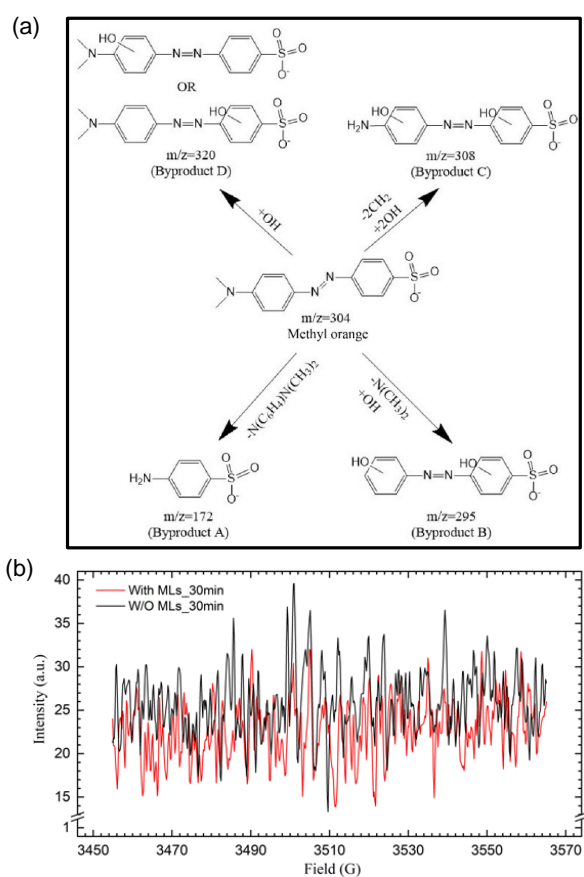 (a)
HO
N
N=N
S
O
O
O-
OR
N
N=N
HO
S
O
O
O-
m/z=320
(Byproduct D)
HO
H2N
N=N
HO
S
O
O
O-
m/z=308
(Byproduct C)
+OH
-2CH2
+2OH
N
N=N
S
O
O
O-
m/z=304
Methyl orange
-N(C6H4)N(CH3)2
-N(CH3)2
+OH
H2N
S
O
O
O-
m/z=172
(Byproduct A)
HO
N=N
HO
S
O
O
O-
m/z=295
(Byproduct B)
(b)
With MLs_30min
W/O MLs_30min
Intensity (a.u.)
40
35
30
25
20
15
1
3450
3470
3490
3510
3530
3550
3570
Field (G)